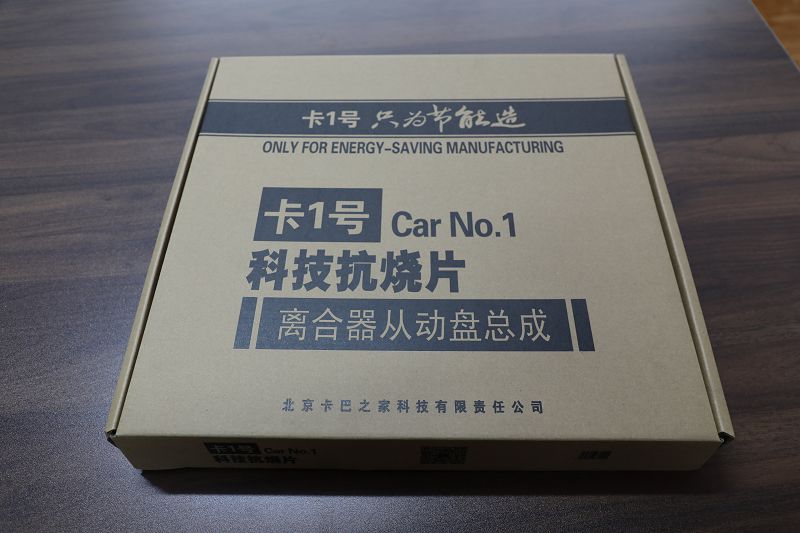 卡1号 只为节能造
ONLY FOR ENERGY-SAVING MANUFACTURING
卡1号 Car No.1
科技抗烧片
离合器从动盘总成
北京卡巴之家科技有限责任公司
卡1号 Car No.1
科技抗烧片